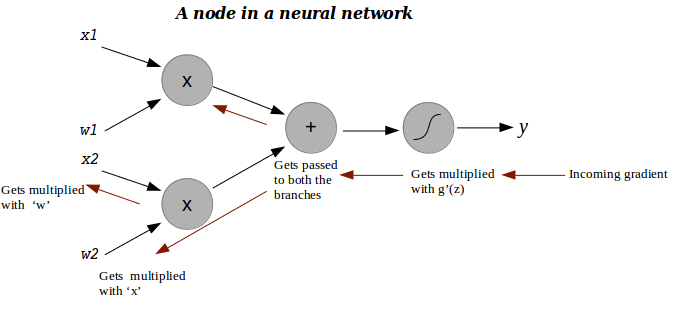 A node in a neural network
x1
x
w1
+
y
x2
Gets multiplied
with 'w'
x
w2
Gets passed
to both the
branches
Gets multiplied
with g'(z)
Incoming gradient
Gets multiplied
with 'x'